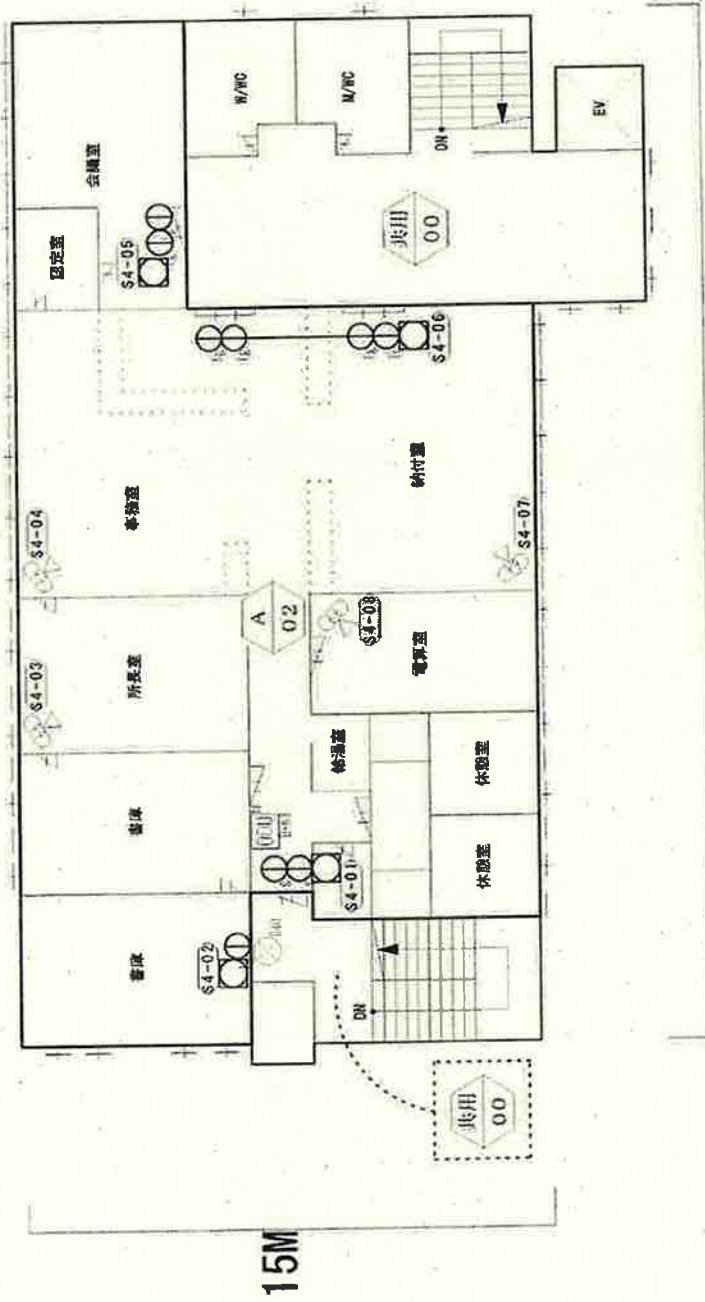 会議室
W/WC
M/WC
EV
DN
共用
00
認定室
S4-05
S4-06
事務室
納付室
S4-04
S4-07
A
02
S4-08
電算室
所長室
S4-03
給湯室
書庫
休憩室
休憩室
S4-01
書庫
S4-02
DN
共用
00
15M